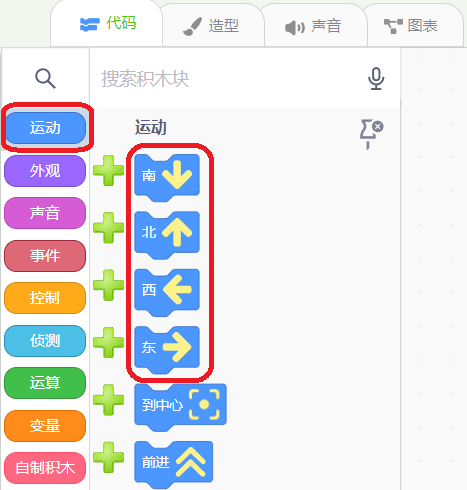 代码 造型 声音 图表
搜索积木块
运动
外观
声音
事件
控制
侦测
运算
变量
自制积木
运动
南
北
西
东
到中心
前进